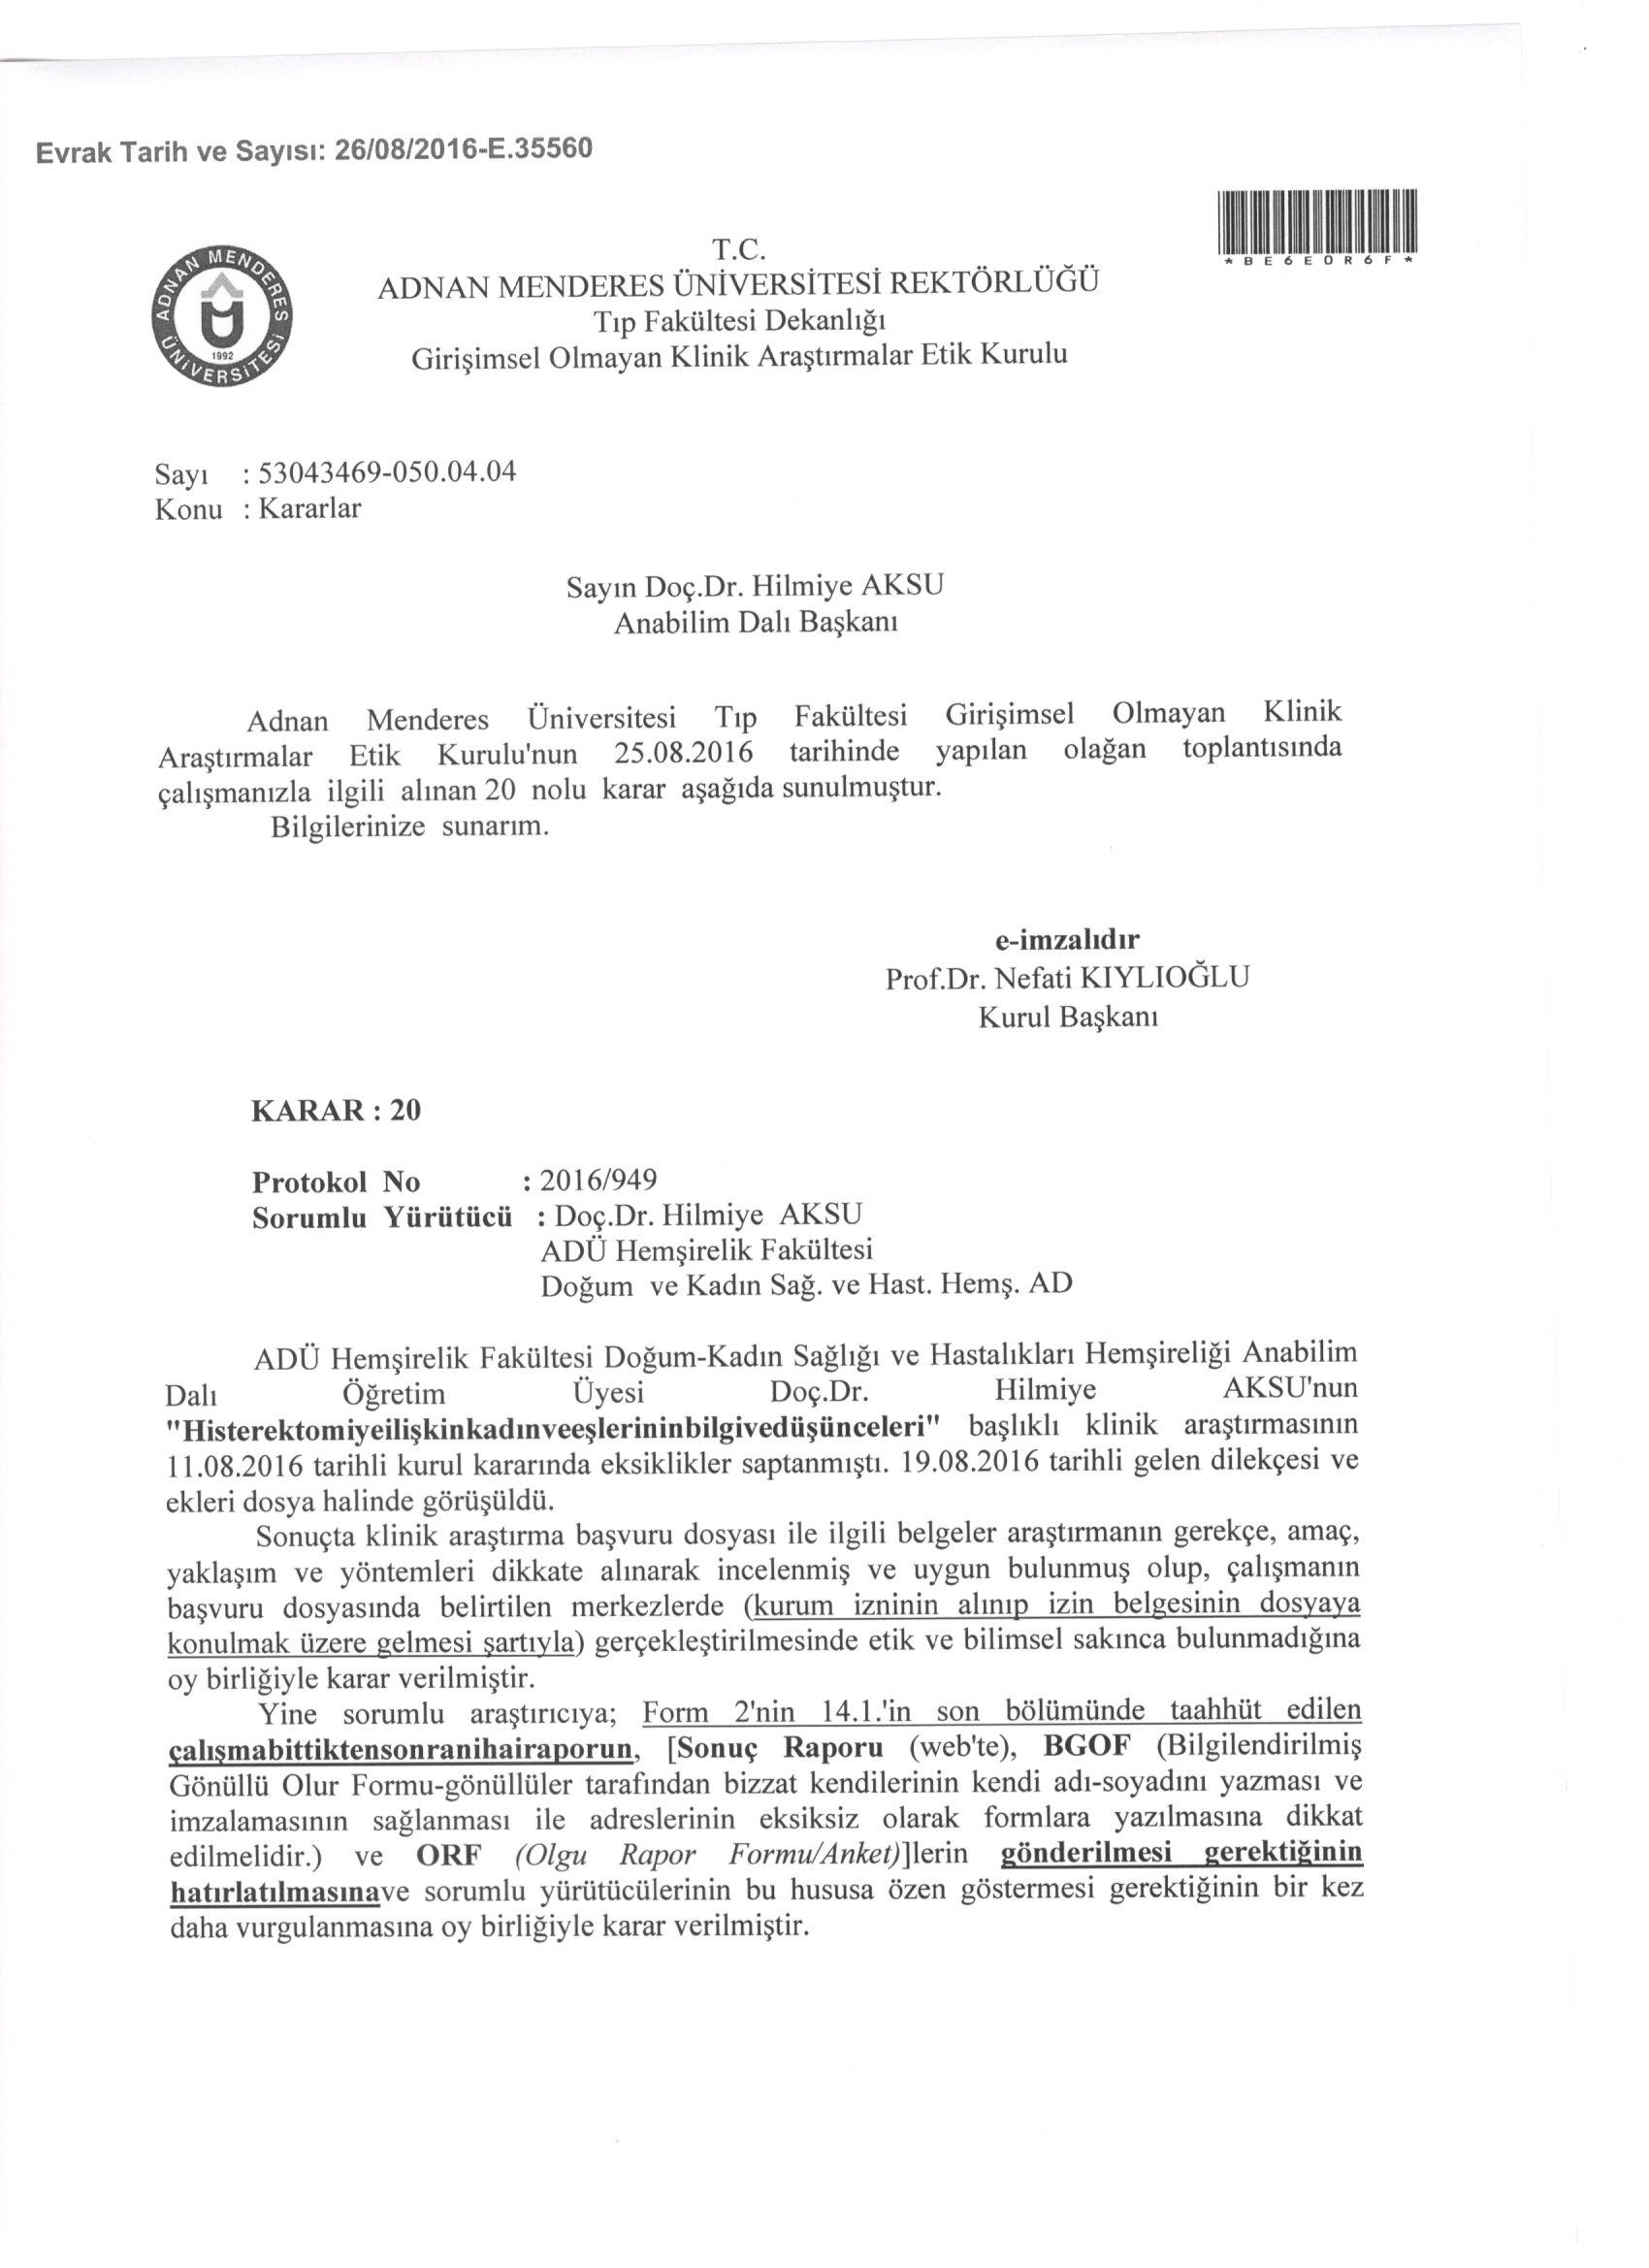 Evrak Tarih ve Sayısı: 26/08/2016-E.35560
*BE6E0R6F*
ADNAN MENDERES
ÜNİVERSİTESİ
1992
T.C.
ADNAN MENDERES ÜNİVERSİTESİ REKTÖRLÜĞÜ
Tıp Fakültesi Dekanlığı
Girişimsel Olmayan Klinik Araştırmalar Etik Kurulu
Sayı : 53043469-050.04.04
Konu : Kararlar
Sayın Doç.Dr. Hilmiye AKSU
Anabilim Dalı Başkanı
Adnan Menderes Üniversitesi Tıp Fakültesi Girişimsel Olmayan Klinik
Araştırmalar Etik Kurulu'nun 25.08.2016 tarihinde yapılan olağan toplantısında
çalışmanızla ilgili alınan 20 nolu karar aşağıda sunulmuştur.
Bilgilerinize sunarım.
e-imzalıdır
Prof.Dr. Nefati KIYLIOĞLU
Kurul Başkanı
KARAR : 20
Protokol No : 2016/949
Sorumlu Yürütücü : Doç.Dr. Hilmiye AKSU
ADÜ Hemşirelik Fakültesi
Doğum ve Kadın Sağ. ve Hast. Hemş. AD
ADÜ Hemşirelik Fakültesi Doğum-Kadın Sağlığı ve Hastalıkları Hemşireliği Anabilim
Dalı Öğretim Üyesi Doç.Dr. Hilmiye AKSU'nun
"Histerektomiyeilişkinkadınveeşlerininbilgivedüşünceleri" başlıklı klinik araştırmasının
11.08.2016 tarihli kurul kararında eksiklikler saptanmıştı. 19.08.2016 tarihli gelen dilekçesi ve
ekleri dosya halinde görüşüldü.
Sonuçta klinik araştırma başvuru dosyası ile ilgili belgeler araştırmanın gerekçe, amaç,
yaklaşım ve yöntemleri dikkate alınarak incelenmiş ve uygun bulunmuş olup, çalışmanın
başvuru dosyasında belirtilen merkezlerde (kurum izninin alınıp izin belgesinin dosyaya
konulmak üzere gelmesi şartıyla) gerçekleştirilmesinde etik ve bilimsel sakınca bulunmadığına
oy birliğiyle karar verilmiştir.
Yine sorumlu araştırıcıya; Form 2'nin 14.1.'in son bölümünde taahhüt edilen
çalışmabittiktensonranihairaporun, [Sonuç Raporu (web'te), BGOF (Bilgilendirilmiş
Gönüllü Olur Formu-gönüllüler tarafından bizzat kendilerinin kendi adı-soyadını yazması ve
imzalamasının sağlanması ile adreslerinin eksiksiz olarak formlara yazılmasına dikkat
edilmelidir.) ve ORF (Olgu Rapor Formu/Anket)]lerin gönderilmesi gerektiğinin
hatırlatılmasınave sorumlu yürütücülerinin bu hususa özen göstermesi gerektiğinin bir kez
daha vurgulanmasına oy birliğiyle karar verilmiştir.